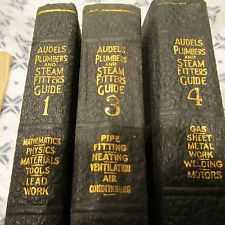 AUDELS
PLUMBERS
AND
STEAM
FITTERS
GUIDE
1
MATHEMATICS
PHYSICS
MATERIALS
TOOLS
LEAD
WORK
AUDELS
PLUMBERS
AND
STEAM
FITTERS
GUIDE
3
PIPE
FITTING
HEATING
VENTILATION
AIR
CONDITIONING
AUDELS
PLUMBERS
AND
STEAM
FITTERS
GUIDE
4
GAS
SHEET
METAL
WORK
WELDING
MOTORS